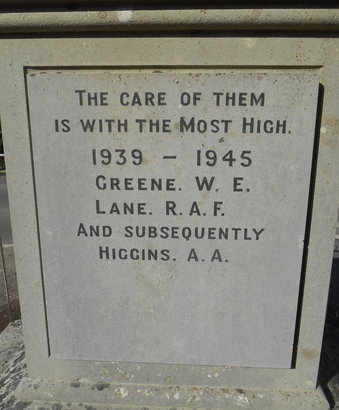 The care of them
is with the Most High.
1939 – 1945
Greene. W. E.
Lane. R. A. F.
And subsequently
Higgins. A. A.